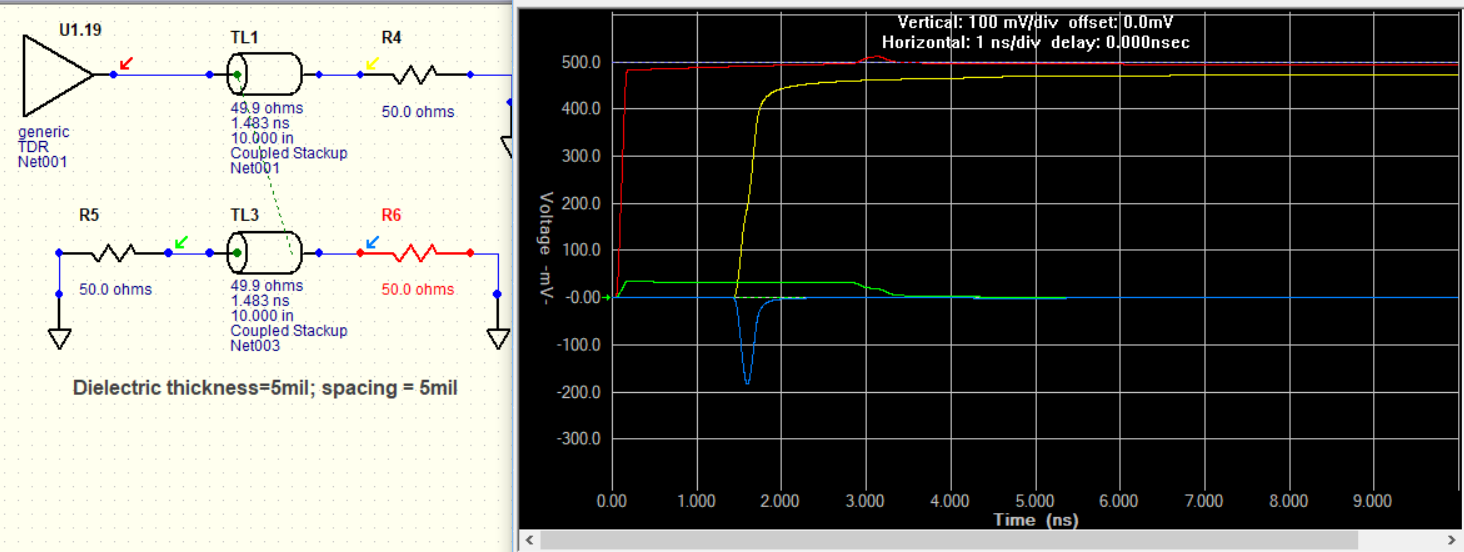 U1.19
TL1
R4
49.9 ohms
1.483 ns
10.000 in
Coupled Stackup
Net001
50.0 ohms
generic
TDR
Net001
R5
TL3
R6
50.0 ohms
49.9 ohms
1.483 ns
10.000 in
Coupled Stackup
Net003
50.0 ohms
Dielectric thickness=5mil; spacing = 5mil
Vertical: 100 mV/div offset: 0.0mV
Horizontal: 1 ns/div delay: 0.000nsec
500.0
400.0
300.0
200.0
100.0
-0.00
-100.0
-200.0
-300.0
Voltage -mV-
0.00 1.000 2.000 3.000 4.000 5.000 6.000 7.000 8.000 9.000
Time (ns)